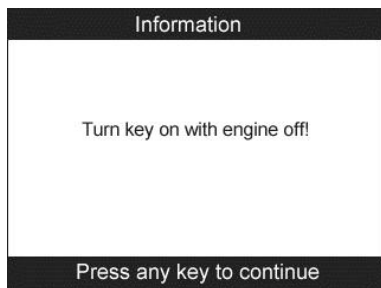 Information
Turn key on with engine off!
Press any key to continue